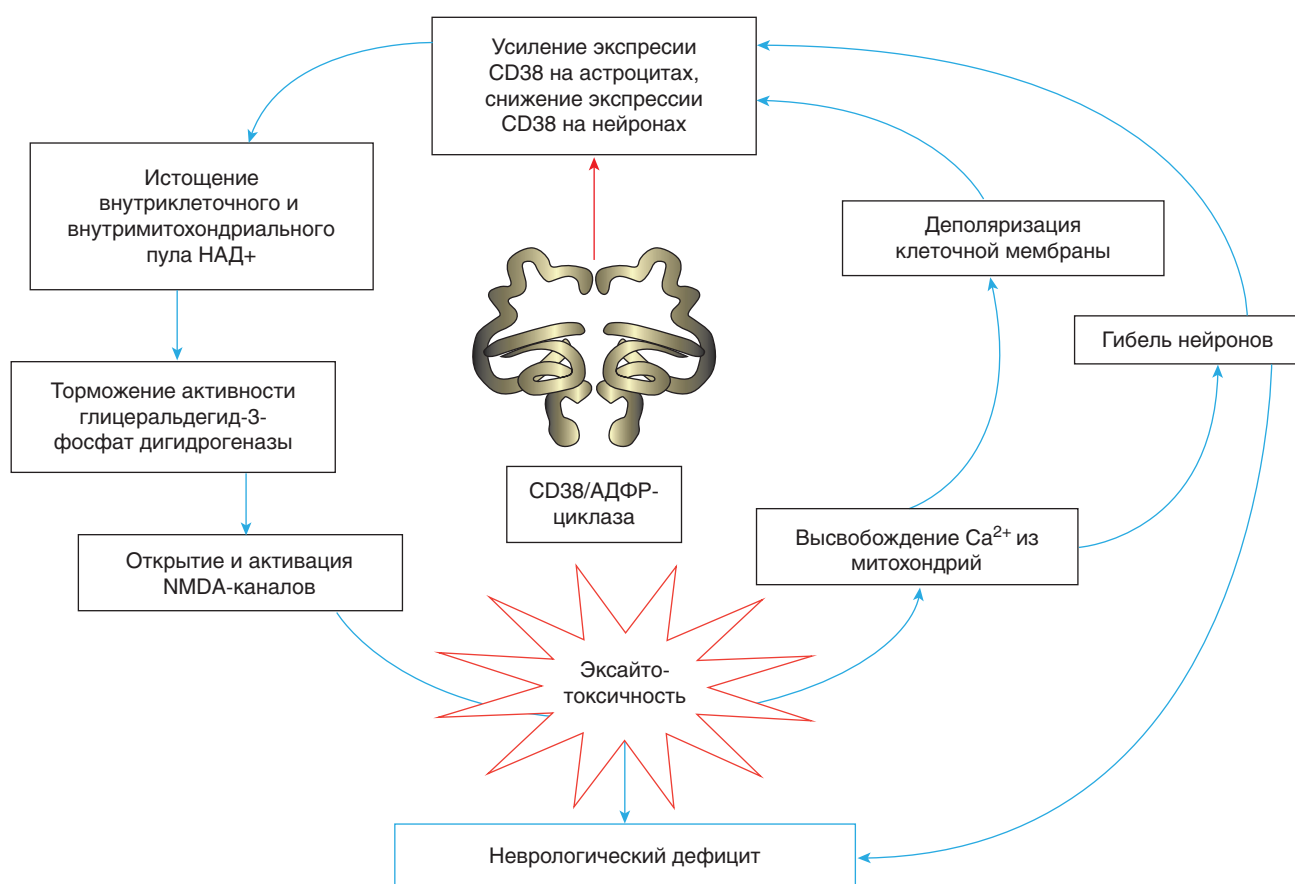 Усиление экспресии
CD38 на астроцитах,
снижение экспрессии
CD38 на нейронах
Истощение
внутриклеточного и
внутримитохондриального
пула НАД+
Деполяризация
клеточной мембраны
Гибель нейронов
Торможение активности
глицеральдегид-3-
фосфат дигидрогеназы
CD38/АДФР-
циклаза
Высвобождение Ca²⁺ из
митохондрий
Открытие и активация
NMDA-каналов
Эксайто-
токсичность
Неврологический дефицит